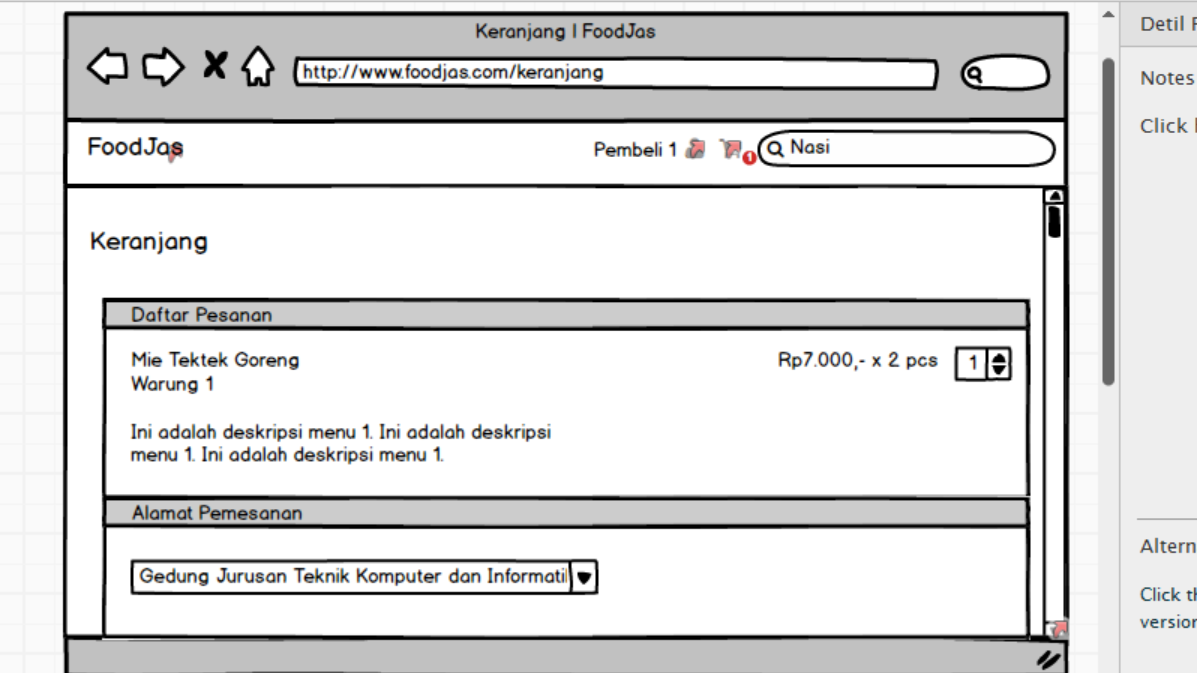 Keranjang | FoodJas
http://www.foodjas.com/keranjang
FoodJas
Pembeli 1
1
Nasi
Keranjang
Daftar Pesanan
Mie Tektek Goreng
Rp7.000,- x 2 pcs
1
Warung 1
Ini adalah deskripsi menu 1. Ini adalah deskripsi
menu 1. Ini adalah deskripsi menu 1.
Alamat Pemesanan
Gedung Jurusan Teknik Komputer dan Informati
Detil
Notes
Click
Altern
Click th
version